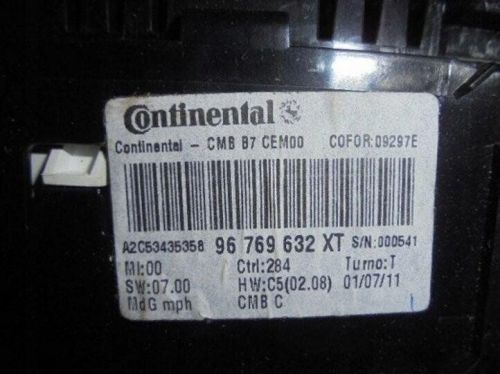 Continental
Continental - CMB B7 CEM00 COFOR:09297E
A2C53435358 96 769 632 XT S/N:000541
MI:00 Ctrl:284 Turno:T
SW:07.00 HW:C5(02.08) 01/07/11
MdG mph CMB C